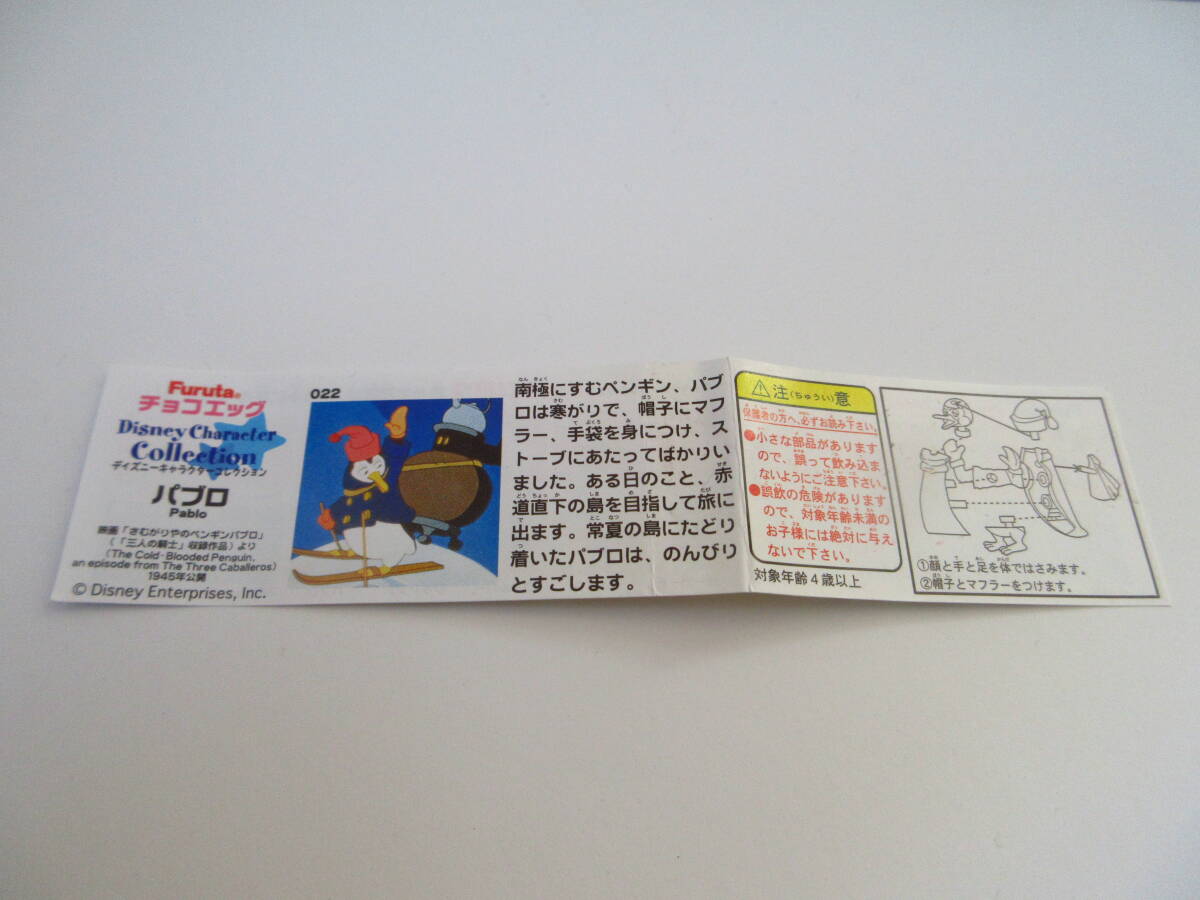 Furuta®
チョコエッグ
Disney Character
Collection
ディズニーキャラクターコレクション
パブロ
Pablo
映画「さむがりやのペンギンパブロ」
(「三人の騎士」収録作品) より
(The Cold-Blooded Penguin,
an episode from The Three Caballeros)
1945年公開
© Disney Enterprises, Inc.
022
南極にすむペンギン、パブ
ロは寒がりで、帽子にマフ
ラー、手袋を身につけ、ス
トーブにあたってばかりい
ました。ある日のこと、赤
道直下の島を目指して旅に
出ます。常夏の島にたどり
着いたパブロは、のんびり
とすごします。
⚠注(ちゅうい)意
保護者の方へ、必ずお読み下さい。
●小さな部品があります
ので、誤って飲み込ま
ないようにご注意下さい。
●誤飲の危険があります
ので、対象年齢未満の
お子様には絶対に与え
ないで下さい。
対象年齢4歳以上
①顔と手と足を体ではさみます。
②帽子とマフラーをつけます。